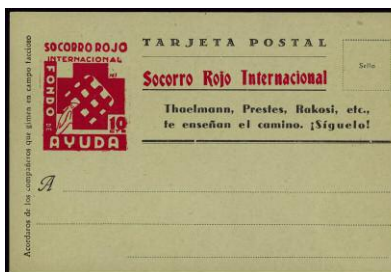 Acordaros de los compañeros que gimen en campo faccioso
SOCORRO ROJO
INTERNACIONAL
FONDO
DE
10
AYUDA
TARJETA POSTAL
Socorro Rojo Internacional
Thaelmann, Prestes, Rakosi, etc.,
te enseñan el camino. ¡Síguelo!
Sello
A